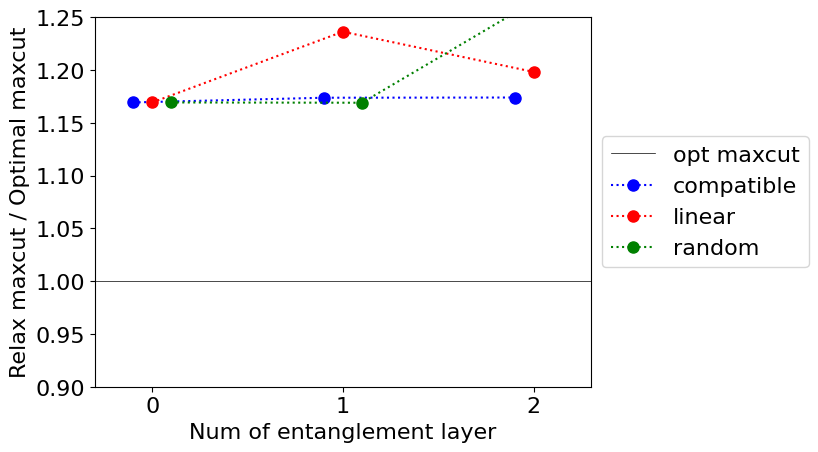 Relax maxcut / Optimal maxcut
1.25
1.20
1.15
1.10
1.05
1.00
0.95
0.90
0
1
2
Num of entanglement layer
opt maxcut
compatible
linear
random